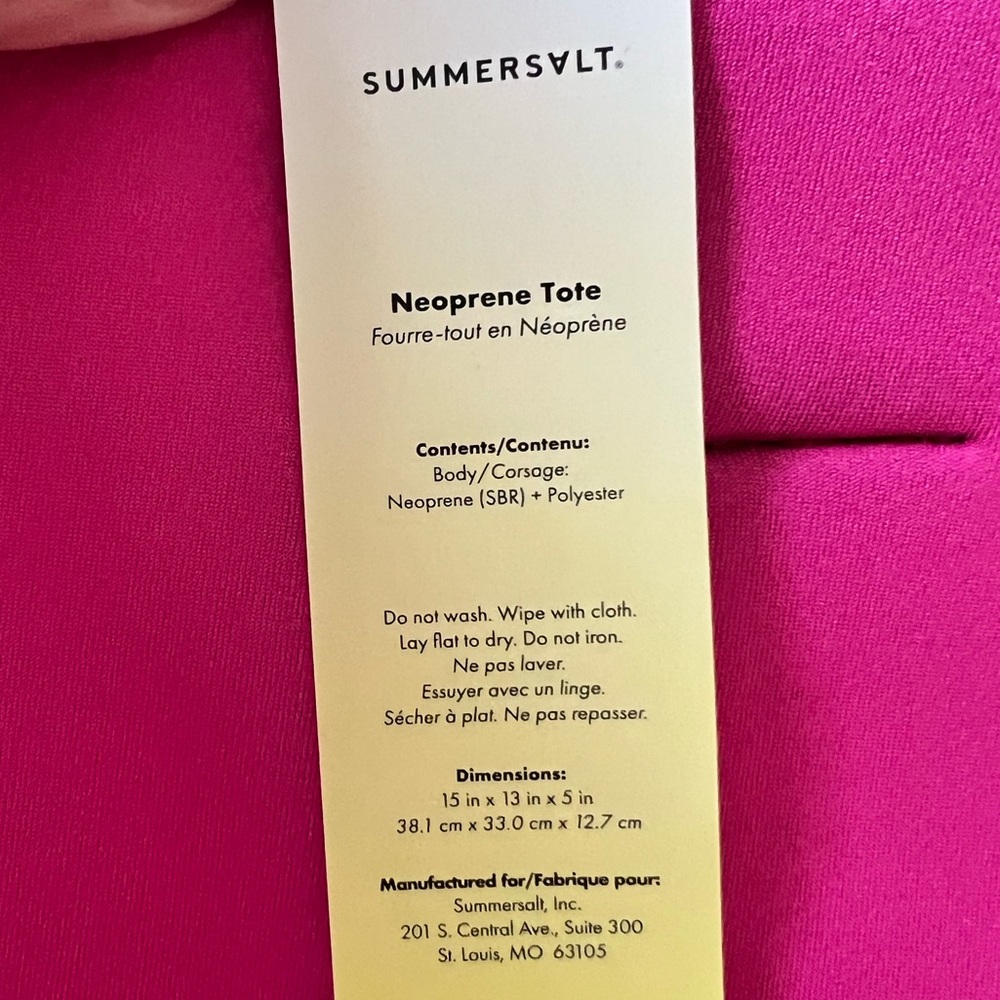 SUMMERSALT®
Neoprene Tote
Fourre-tout en Néoprène
Contents/Contenu:
Body/Corsage:
Neoprene (SBR) + Polyester
Do not wash. Wipe with cloth.
Lay flat to dry. Do not iron.
Ne pas laver.
Essuyer avec un linge.
Sécher à plat. Ne pas repasser.
Dimensions:
15 in x 13 in x 5 in
38.1 cm x 33.0 cm x 12.7 cm
Manufactured for/Fabrique pour:
Summersalt, Inc.
201 S. Central Ave., Suite 300
St. Louis, MO 63105